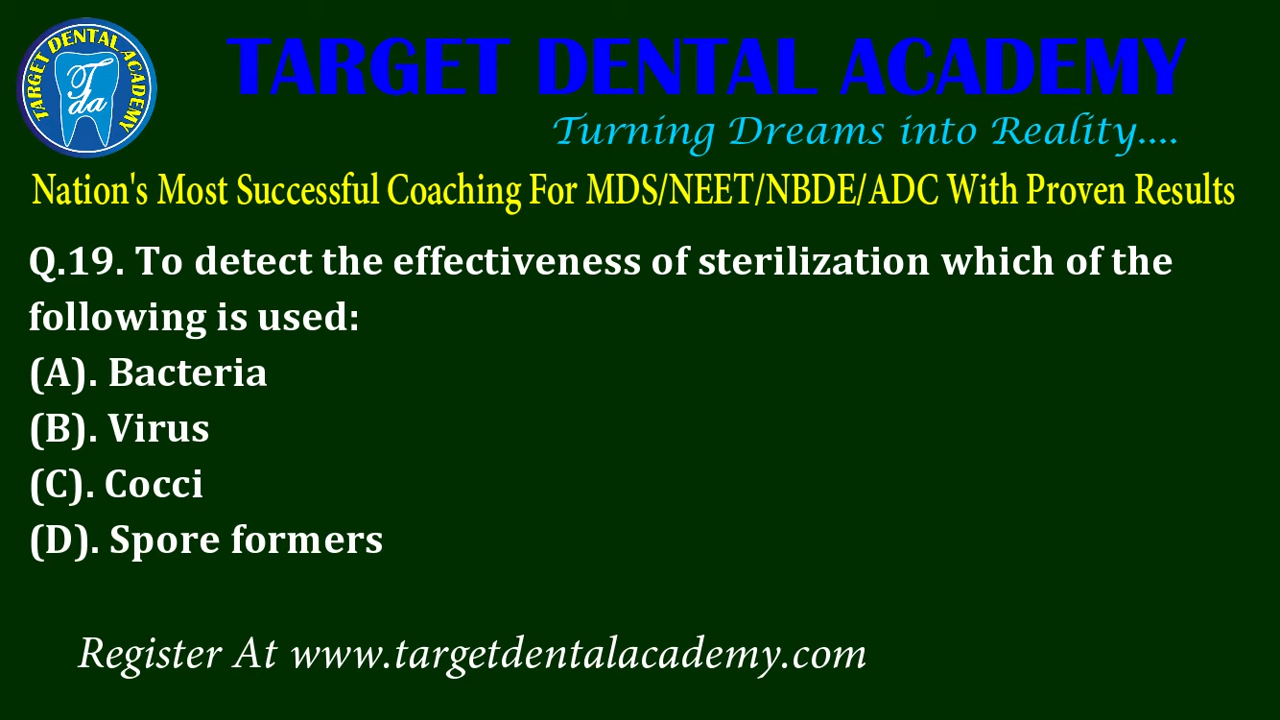 TARGET DENTAL ACADEMY
T
da
TARGET DENTAL ACADEMY
Turning Dreams into Reality....
Nation's Most Successful Coaching For MDS/NEET/NBDE/ADC With Proven Results
Q.19. To detect the effectiveness of sterilization which of the
following is used:
(A). Bacteria
(B). Virus
(C). Cocci
(D). Spore formers
Register At www.targetdentalacademy.com